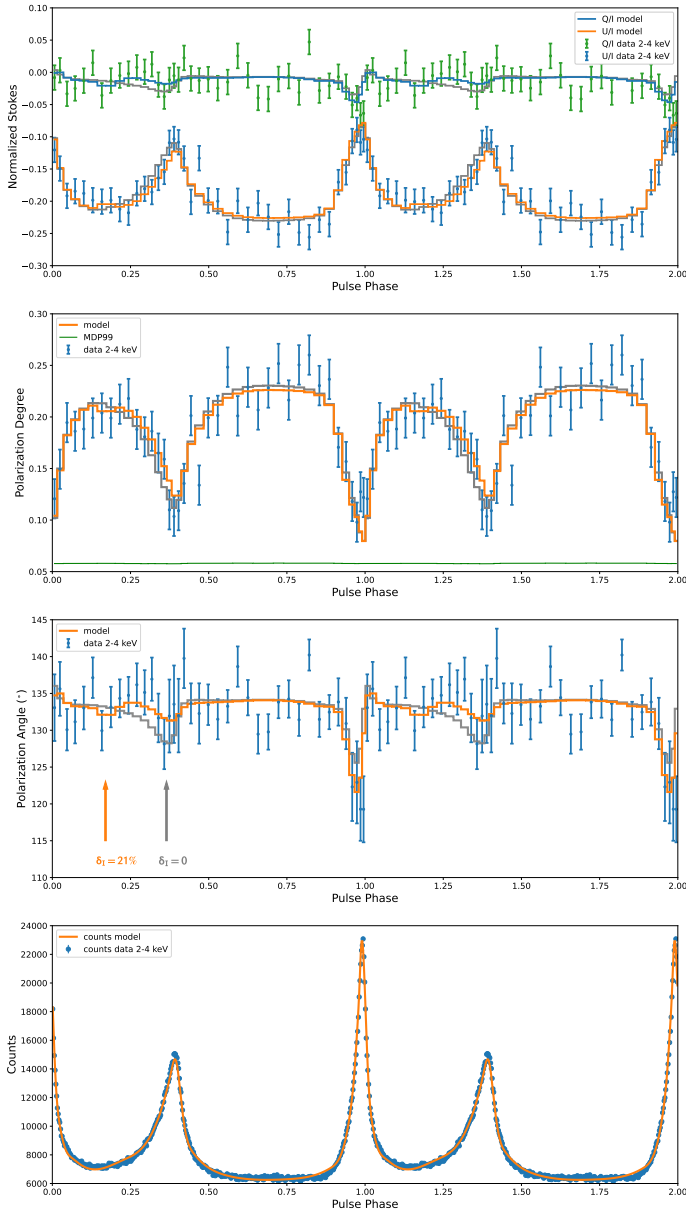 0.10
0.05
0.00
−0.05
−0.10
−0.15
−0.20
−0.25
−0.30
Normalized Stokes
Q/I model
U/I model
Q/I data 2-4 keV
U/I data 2-4 keV
0.00 0.25 0.50 0.75 1.00 1.25 1.50 1.75 2.00
Pulse Phase
0.30
0.25
0.20
0.15
0.10
0.05
Polarization Degree
model
MDP99
data 2-4 keV
0.00 0.25 0.50 0.75 1.00 1.25 1.50 1.75 2.00
Pulse Phase
145
140
135
130
125
120
115
110
Polarization Angle (°)
model
data 2-4 keV
δI = 21% δI = 0
0.00 0.25 0.50 0.75 1.00 1.25 1.50 1.75 2.00
Pulse Phase
24000
22000
20000
18000
16000
14000
12000
10000
8000
6000
Counts
counts model
counts data 2-4 keV
0.00 0.25 0.50 0.75 1.00 1.25 1.50 1.75 2.00
Pulse Phase